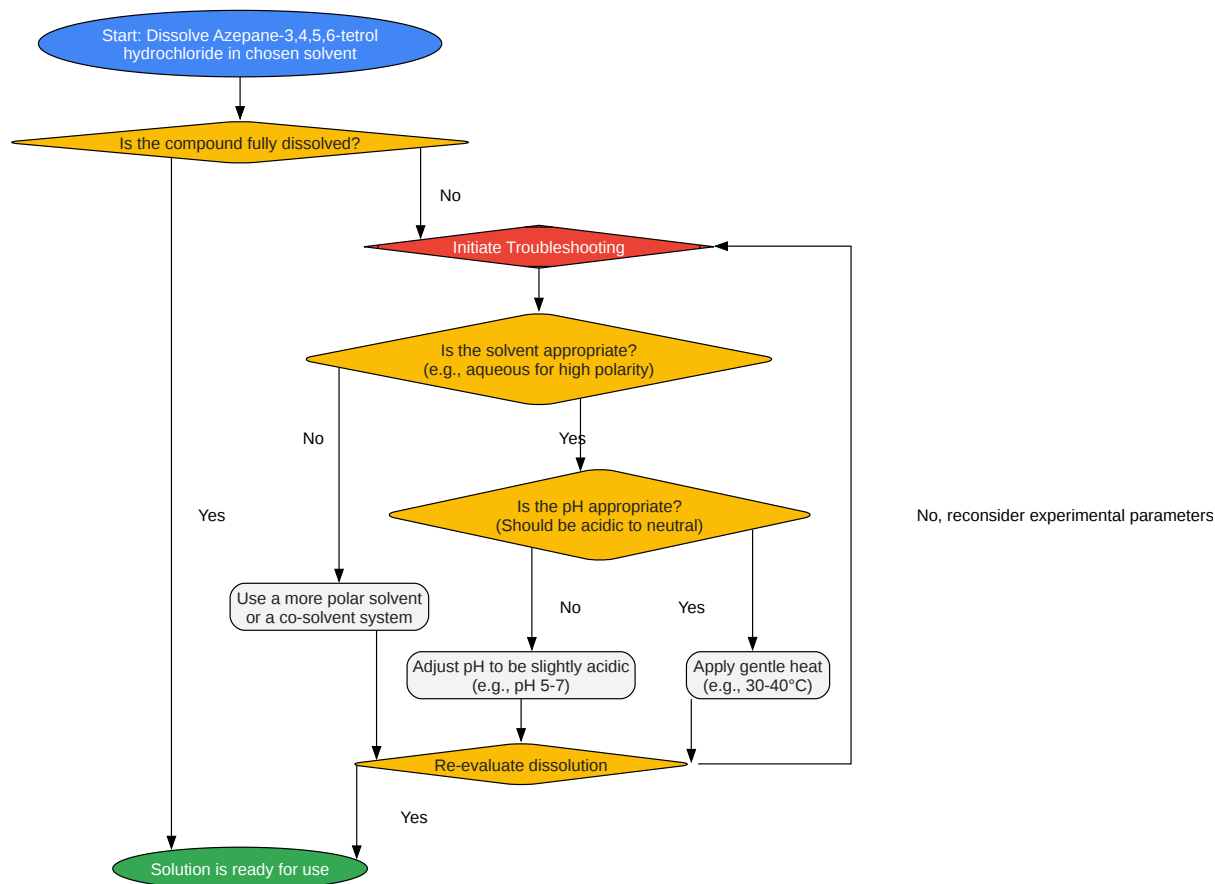 Start: Dissolve Azepane-3,4,5,6-tetrol
hydrochloride in chosen solvent
Is the compound fully dissolved?
No
Initiate Troubleshooting
Is the solvent appropriate?
(e.g., aqueous for high polarity)
No
Yes
Is the pH appropriate?
(Should be acidic to neutral)
Yes
No, reconsider experimental parameters
Use a more polar solvent
or a co-solvent system
No
Yes
Adjust pH to be slightly acidic
(e.g., pH 5-7)
Apply gentle heat
(e.g., 30-40°C)
Re-evaluate dissolution
Yes
Solution is ready for use